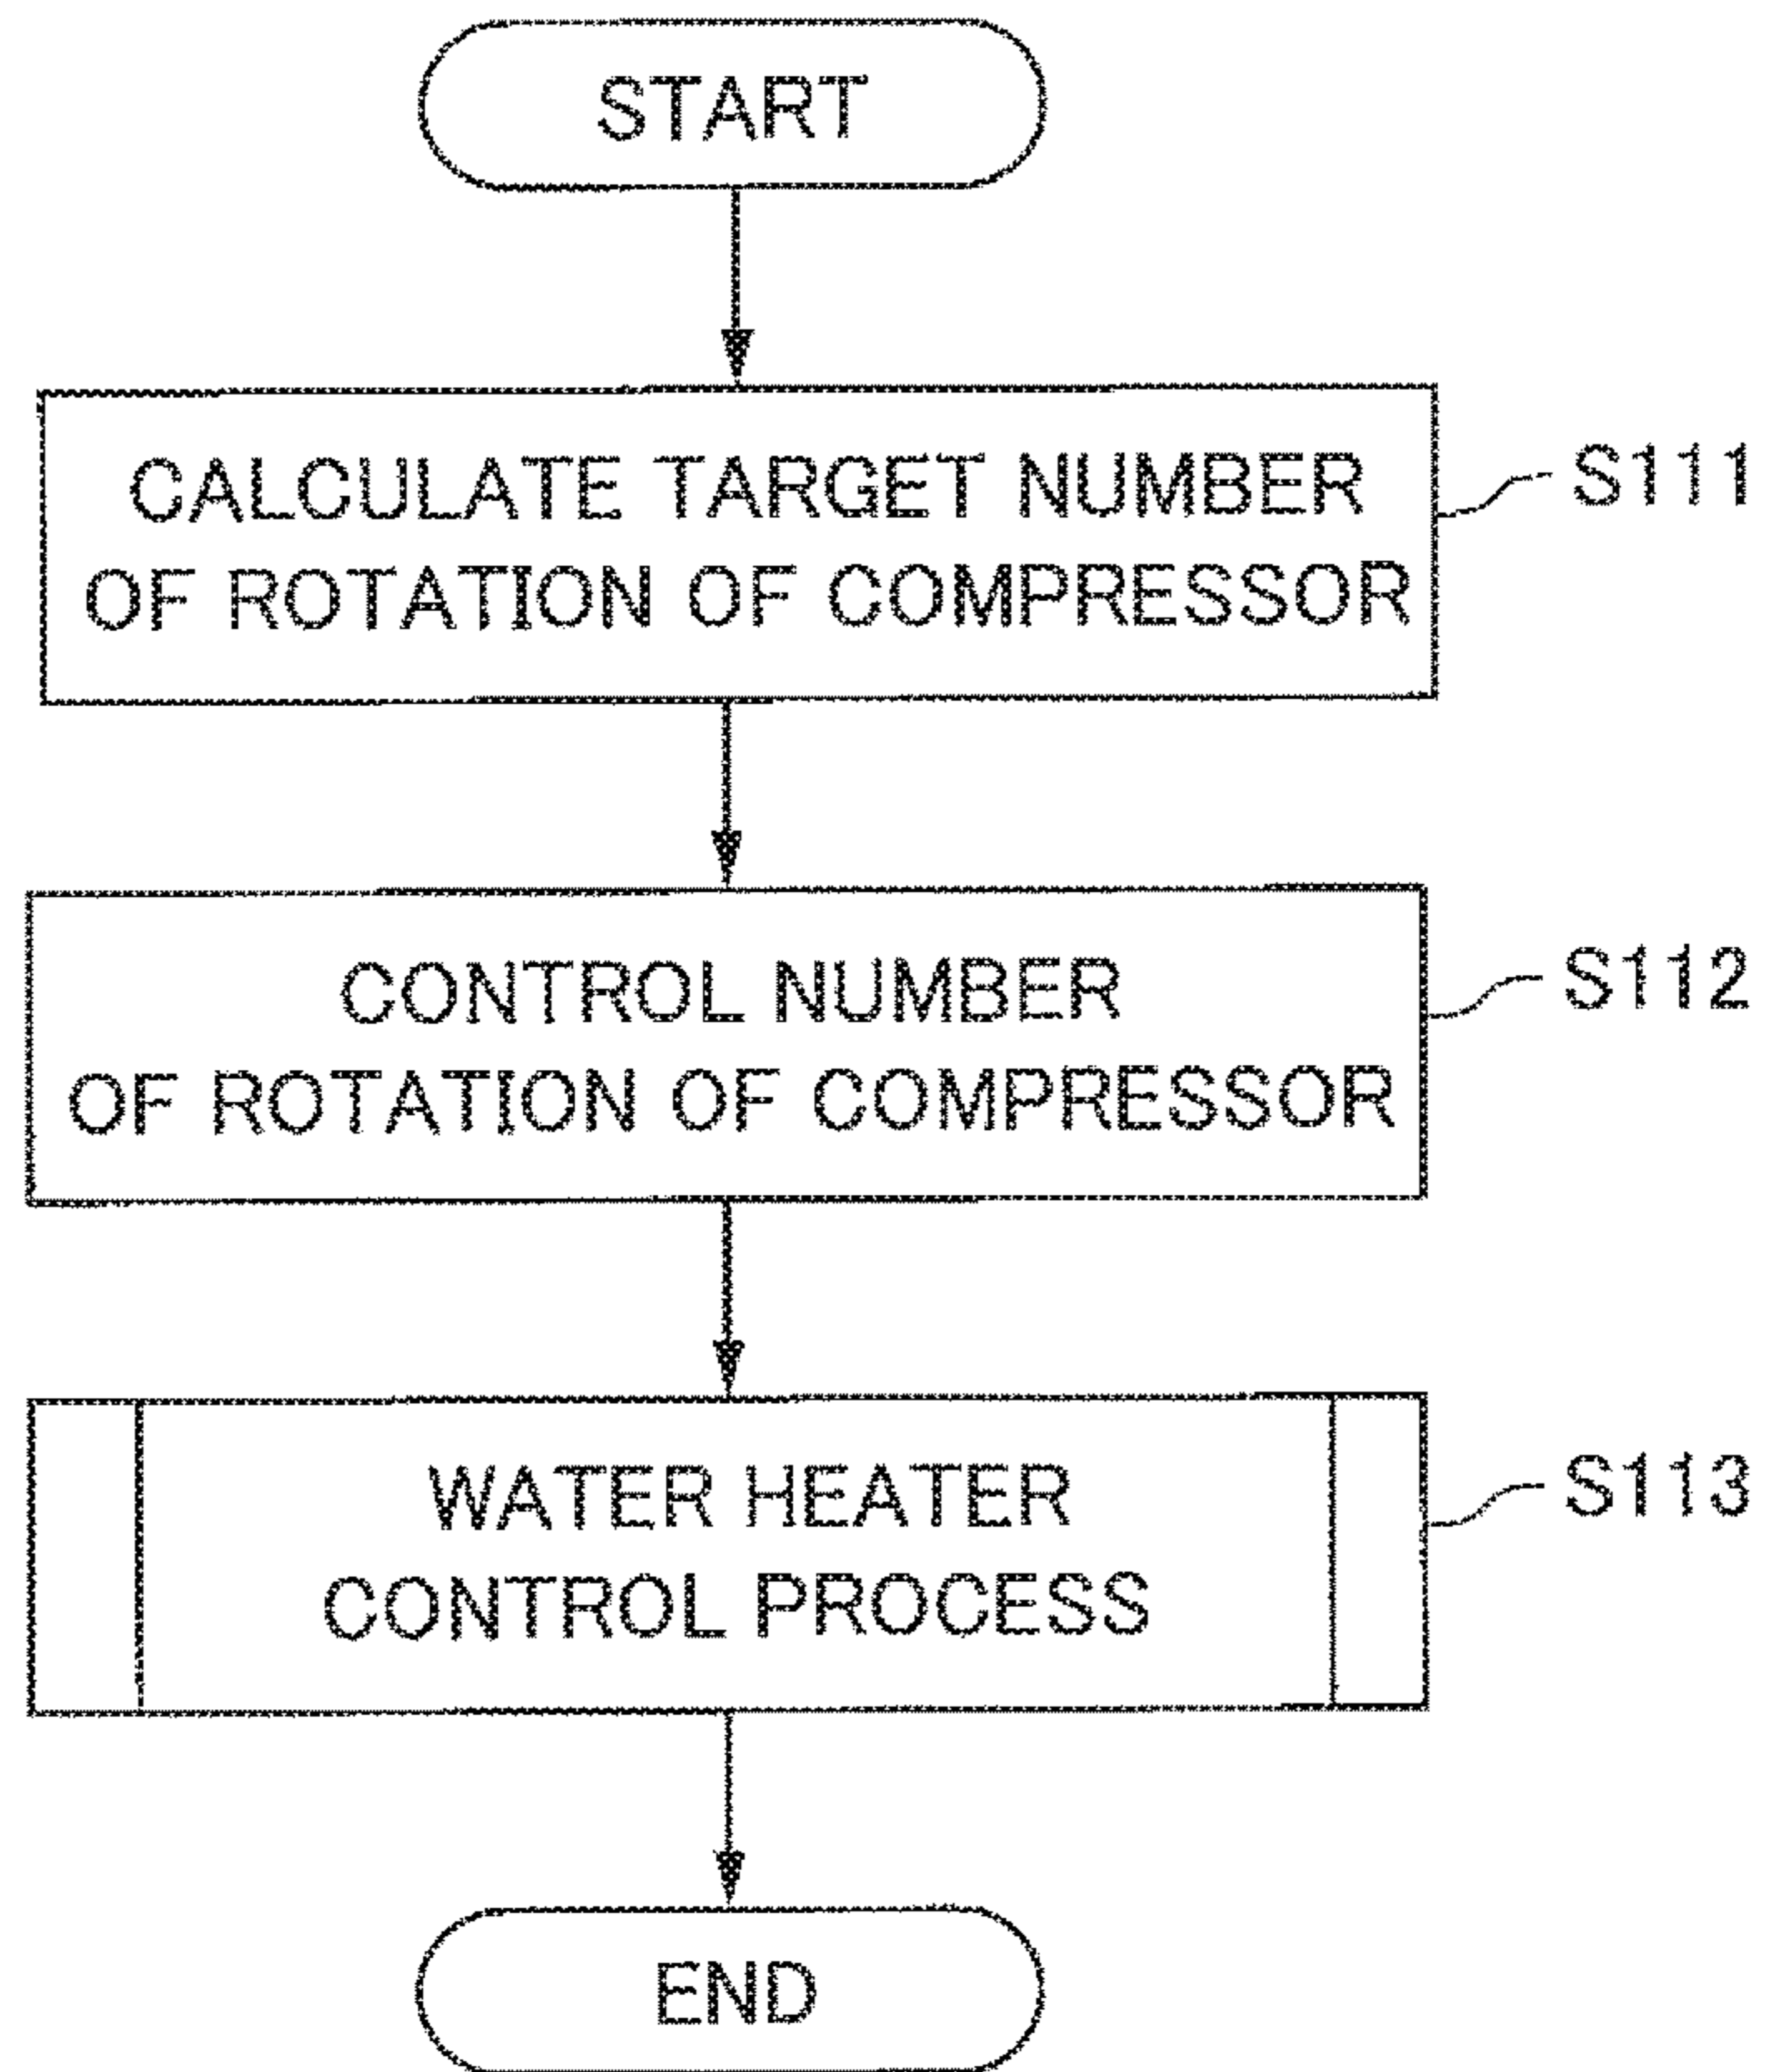 START
CALCULATE TARGET NUMBER
OF ROTATION OF COMPRESSOR
S111
CONTROL NUMBER
OF ROTATION OF COMPRESSOR
S112
WATER HEATER
CONTROL PROCESS
S113
END